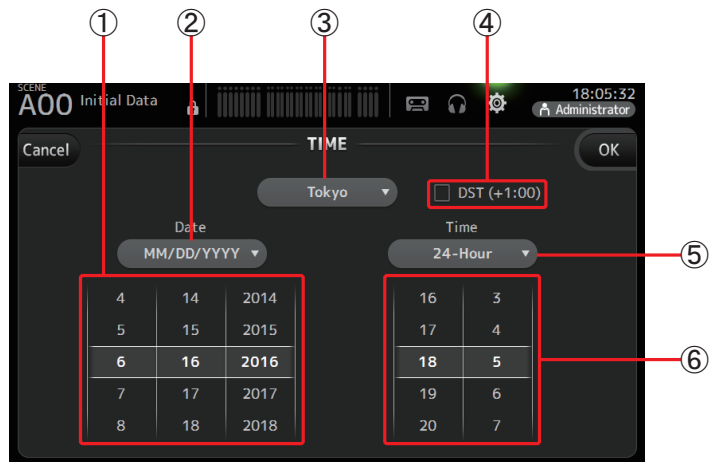 ① ② ③ ④
SCENE
A00 Initial Data
18:05:32
Administrator
Cancel
TIME
OK
Tokyo ▼
DST (+1:00)
Date
Time
MM/DD/YYYY ▼
24-Hour ▼
⑤
4 14 2014 16 3
5 15 2015 17 4
6 16 2016 18 5
⑥
7 17 2017 19 6
8 18 2018 20 7